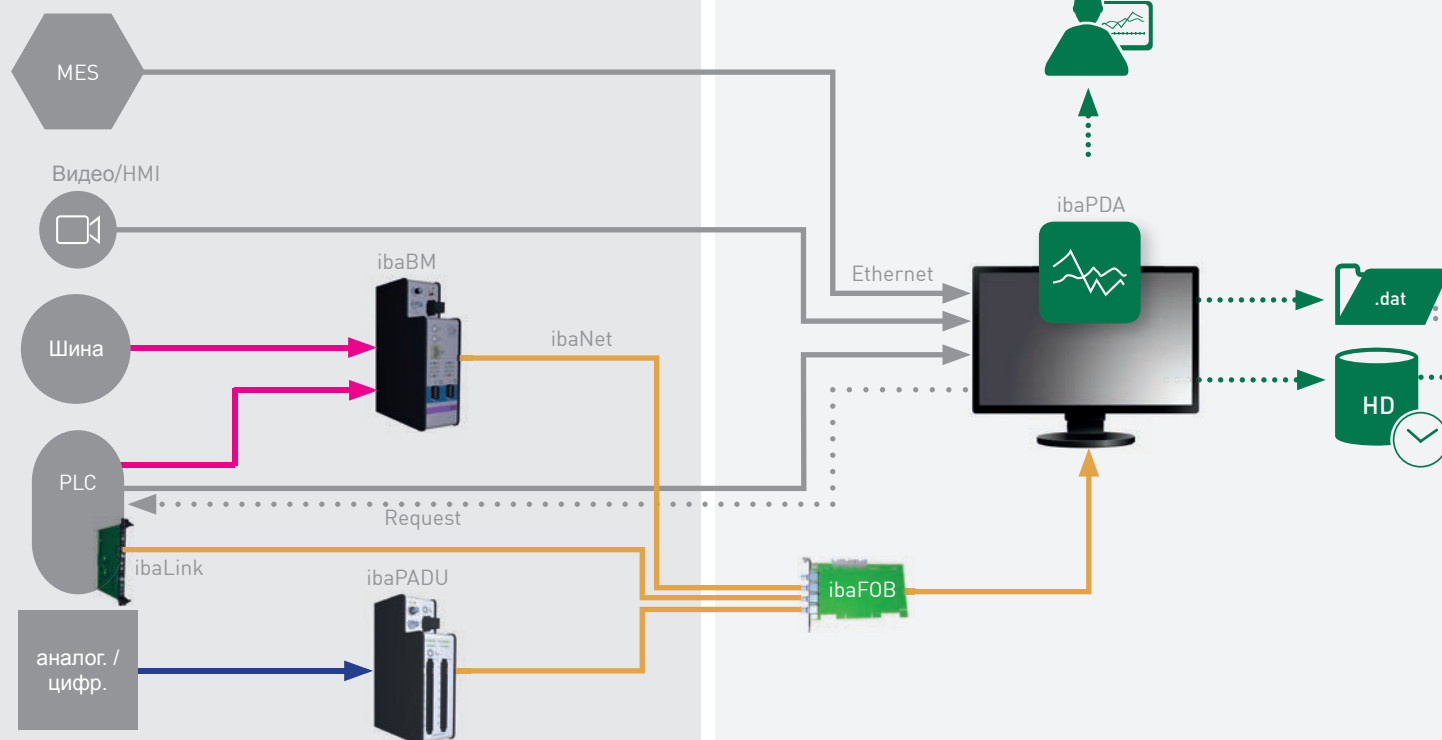 MES
Видео/HMI
ibaPDA
ibaBM
Ethernet
.dat
ibaNet
Шина
HD
PLC
Request
ibaLink
ibaPADU
ibaFOB
аналог. /
цифр.